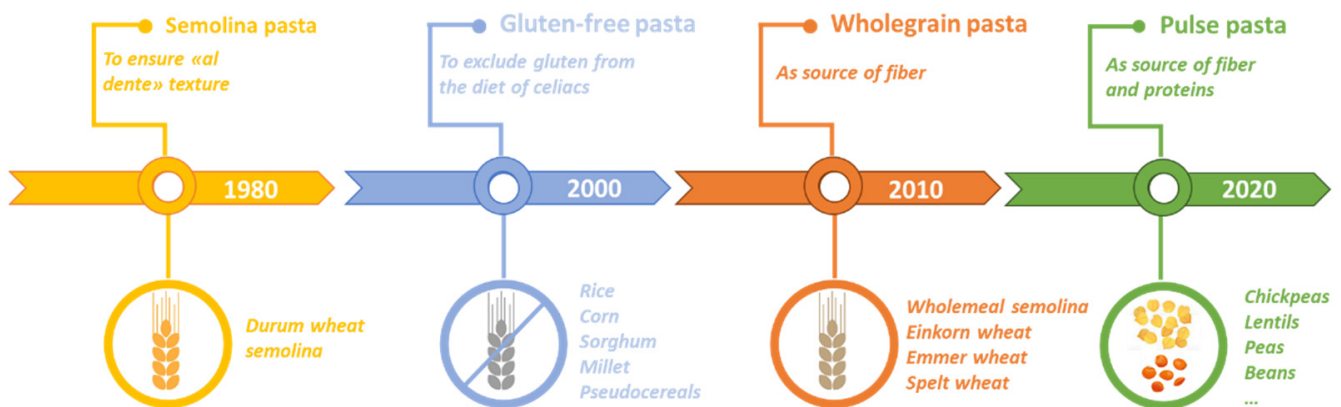 Semolina pasta
To ensure «al
dente» texture
1980
Durum wheat
semolina
Gluten-free pasta
To exclude gluten from
the diet of celiacs
2000
Rice
Corn
Sorghum
Millet
Pseudocereals
Wholegrain pasta
As source of fiber
2010
Wholemeal semolina
Einkorn wheat
Emmer wheat
Spelt wheat
Pulse pasta
As source of fiber
and proteins
2020
Chickpeas
Lentils
Peas
Beans
...